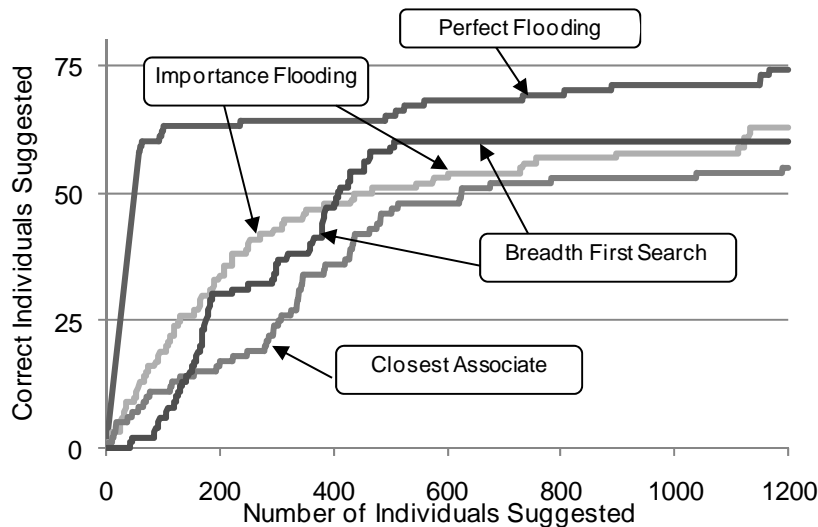 Perfect Flooding
75
Importance Flooding
50
Breadth First Search
25
Closest Associate
0
0 200 400 600 800 1000 1200
Number of Individuals Suggested
Correct Individuals Suggested